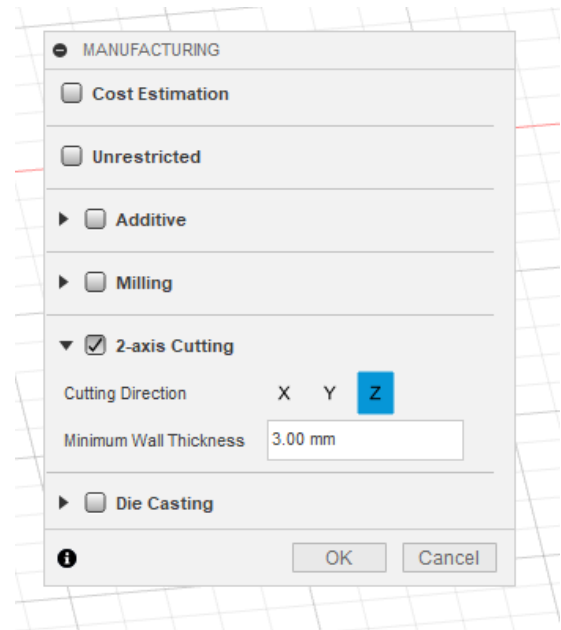 MANUFACTURING
Cost Estimation
Unrestricted
Additive
Milling
2-axis Cutting
Cutting Direction X Y Z
Minimum Wall Thickness 3.00 mm
Die Casting
OK Cancel